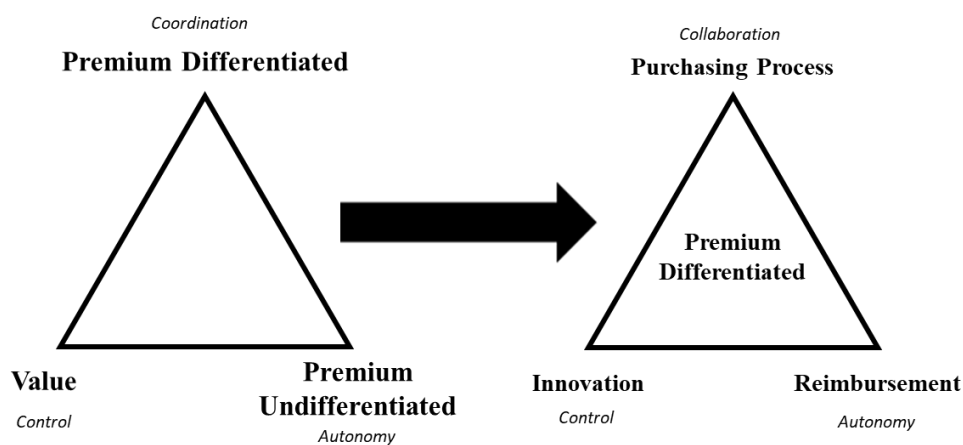 Coordination
Premium Differentiated
Value
Control
Premium
Undifferentiated
Autonomy
Collaboration
Purchasing Process
Premium
Differentiated
Innovation
Control
Reimbursement
Autonomy